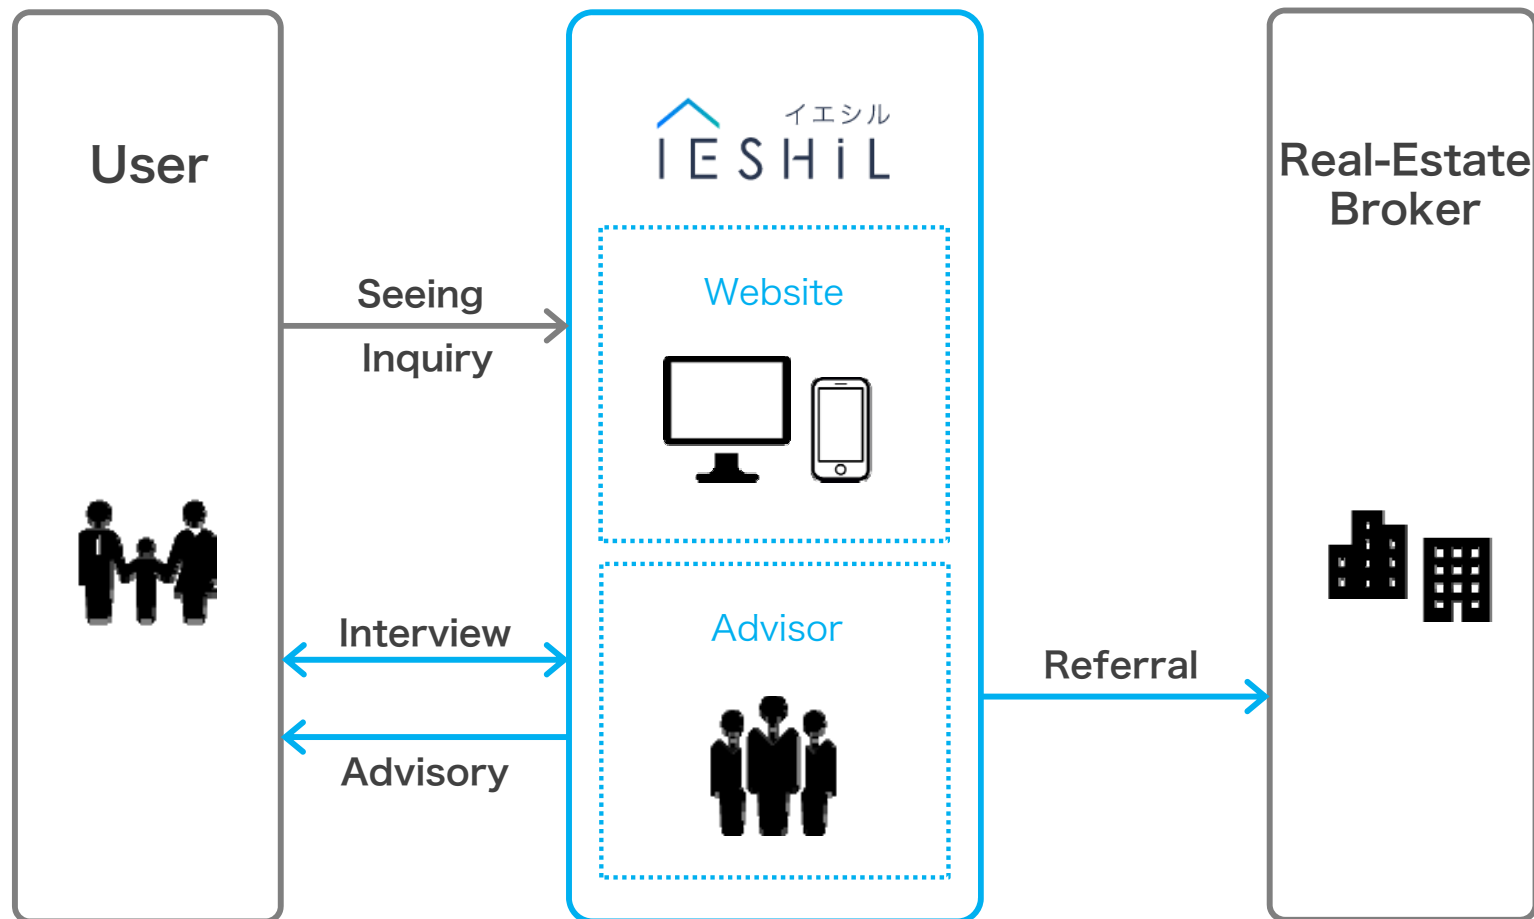 User
イエシル
IESHiL
Real-Estate
Broker
Seeing
Inquiry
Website
Interview
Advisory
Advisor
Referral